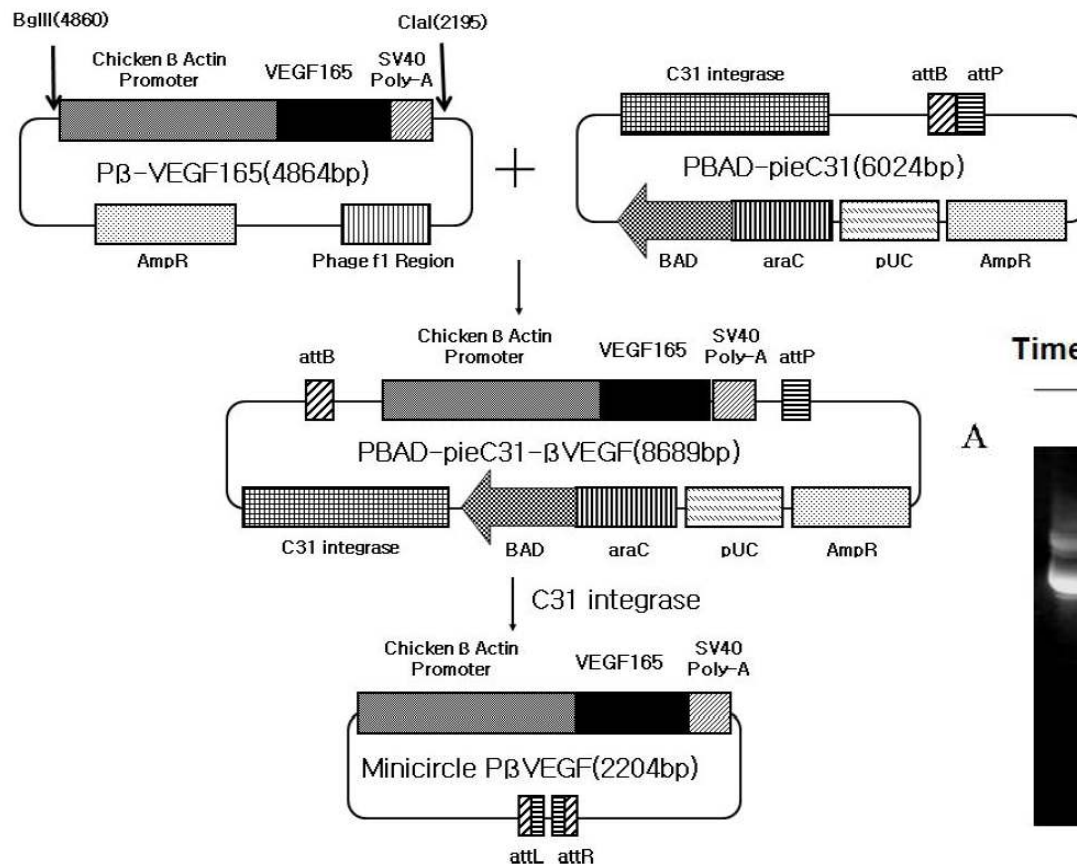 BglII(4860)
ClaI(2195)
Chicken B Actin
Promoter
VEGF165
SV40
Poly-A
Pβ-VEGF165(4864bp)
AmpR
Phage f1 Region
C31 integrase
attB
attP
PBAD-pieC31(6024bp)
BAD
araC
pUC
AmpR
attB
Chicken B Actin
Promoter
VEGF165
SV40
Poly-A
attP
PBAD-pieC31-βVEGF(8689bp)
C31 integrase
BAD
araC
pUC
AmpR
C31 integrase
Chicken B Actin
Promoter
VEGF165
SV40
Poly-A
Minicircle PβVEGF(2204bp)
attL
attR
Time
A